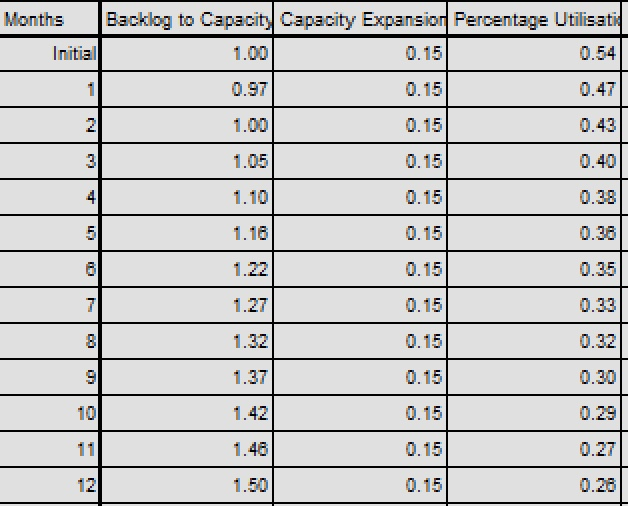 Months Backlog to Capacity Capacity Expansion Percentage Utilisati
Initial 1.00 0.15 0.54
1 0.97 0.15 0.47
2 1.00 0.15 0.43
3 1.05 0.15 0.40
4 1.10 0.15 0.38
5 1.16 0.15 0.36
6 1.22 0.15 0.35
7 1.27 0.15 0.33
8 1.32 0.15 0.32
9 1.37 0.15 0.30
10 1.42 0.15 0.29
11 1.46 0.15 0.27
12 1.50 0.15 0.26